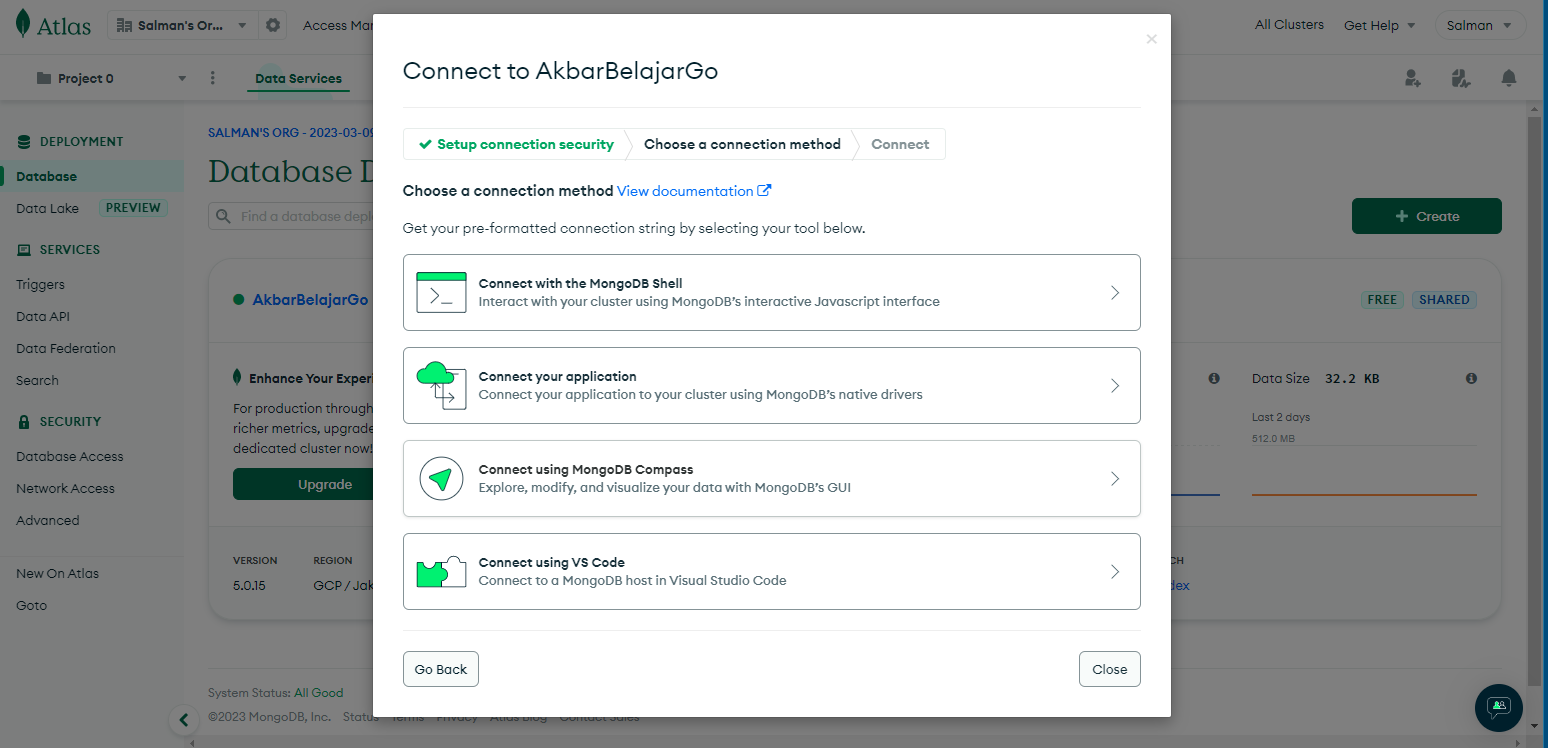 Atlas
Salman's Or...
Access Mar
All Clusters
Get Help
Salman
Project 0
Data Services
DEPLOYMENT
Database
Data Lake PREVIEW
SERVICES
Triggers
Data API
Data Federation
Search
SECURITY
Database Access
Network Access
Advanced
New On Atlas
Goto
SALMAN'S ORG - 2023-03-09
Database D
Find a database depl
+ Create
AkbarBelajarGo
FREE SHARED
Enhance Your Experi
For production through
richer metrics, upgrade
dedicated cluster now!
Upgrade
Data Size 32.2 KB
Last 2 days
512.0 MB
VERSION
5.0.15
REGION
GCP / Jak
CH
dex
System Status: All Good
©2023 MongoDB, Inc. Status Terms Privacy Atlas Blog Contact Sales
Connect to AkbarBelajarGo
Setup connection security
Choose a connection method
Connect
Choose a connection method View documentation
Get your pre-formatted connection string by selecting your tool below.
Connect with the MongoDB Shell
Interact with your cluster using MongoDB's interactive Javascript interface
Connect your application
Connect your application to your cluster using MongoDB's native drivers
Connect using MongoDB Compass
Explore, modify, and visualize your data with MongoDB's GUI
Connect using VS Code
Connect to a MongoDB host in Visual Studio Code
Go Back
Close